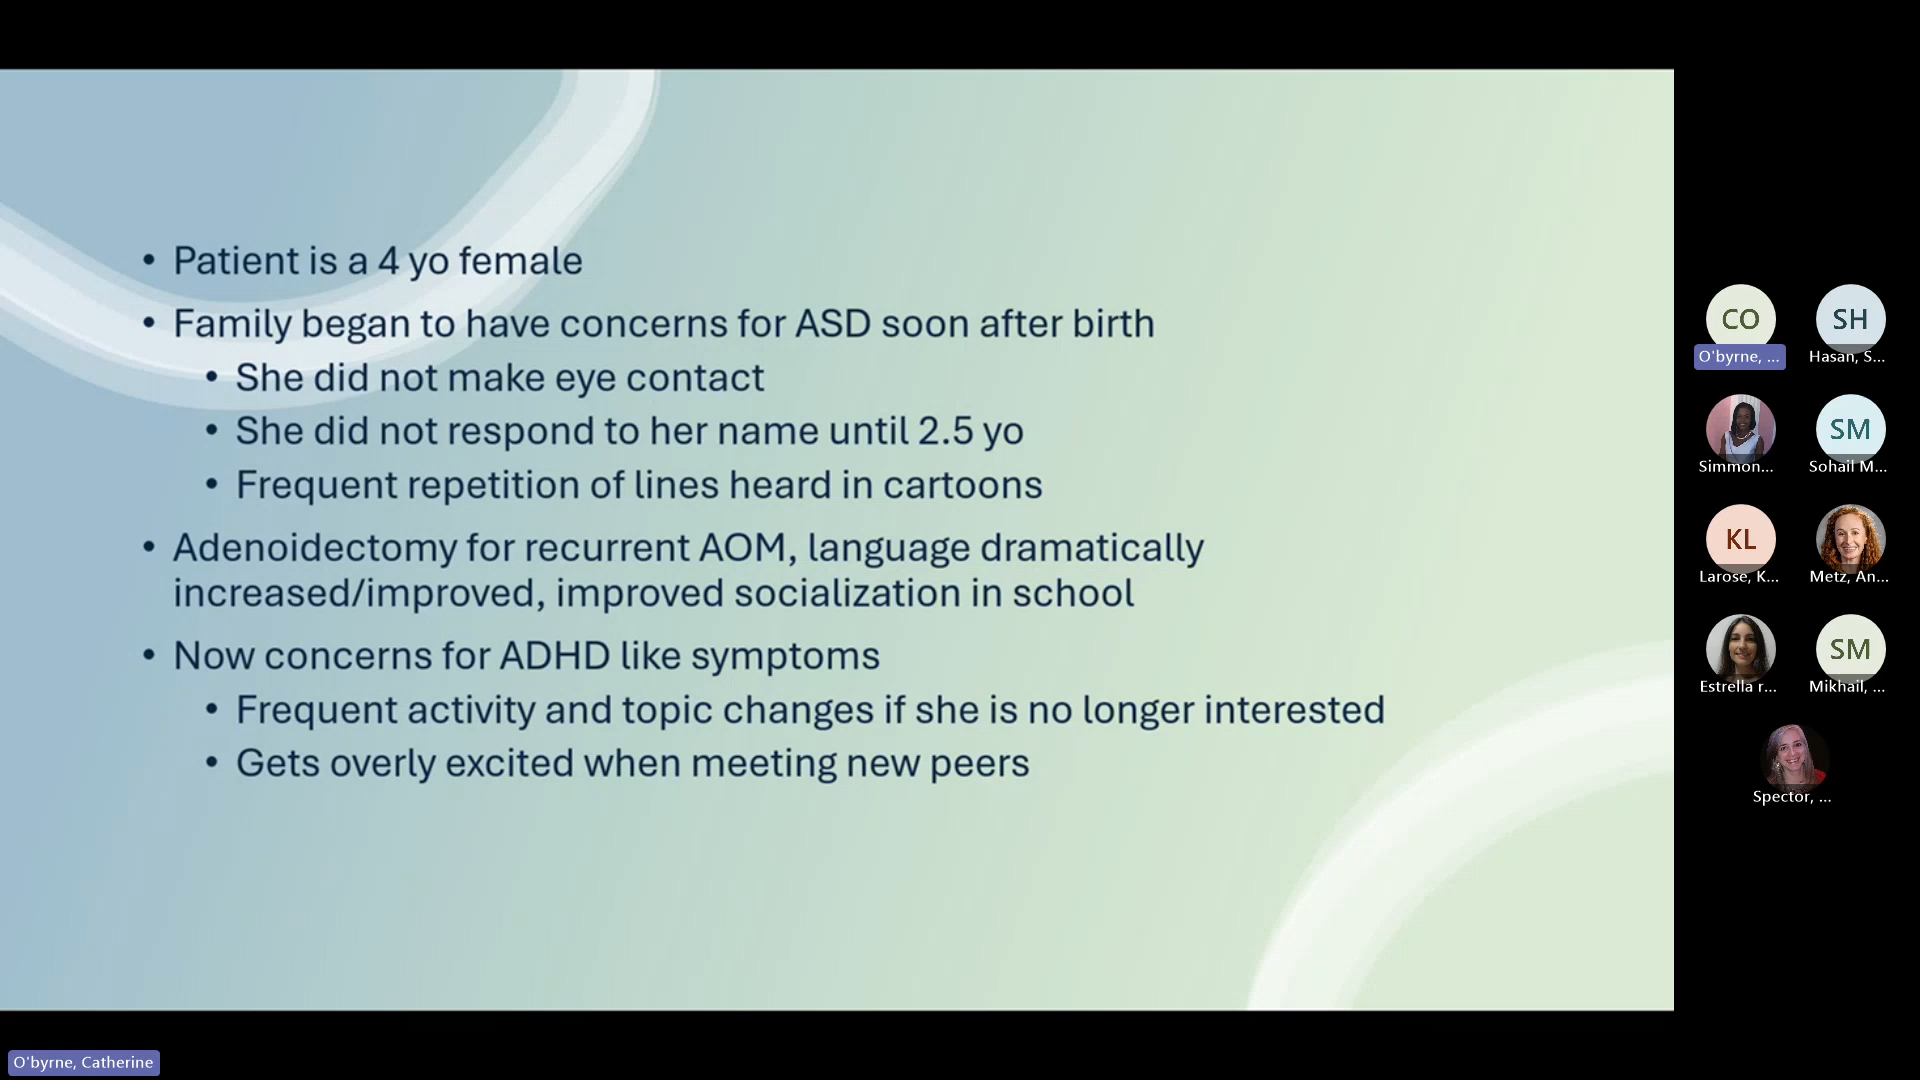 • Patient is a 4 yo female
• Family began to have concerns for ASD soon after birth
• She did not make eye contact
• She did not respond to her name until 2.5 yo
• Frequent repetition of lines heard in cartoons
• Adenoidectomy for recurrent AOM, language dramatically
increased/improved, improved socialization in school
• Now concerns for ADHD like symptoms
• Frequent activity and topic changes if she is no longer interested
• Gets overly excited when meeting new peers
CO
O'byrne, ...
SH
Hasan, S...
Simmon...
SM
Sohail M...
KL
Larose, K...
Metz, An...
Estrella r...
SM
Mikhail, ...
Spector, ...
O'byrne, Catherine